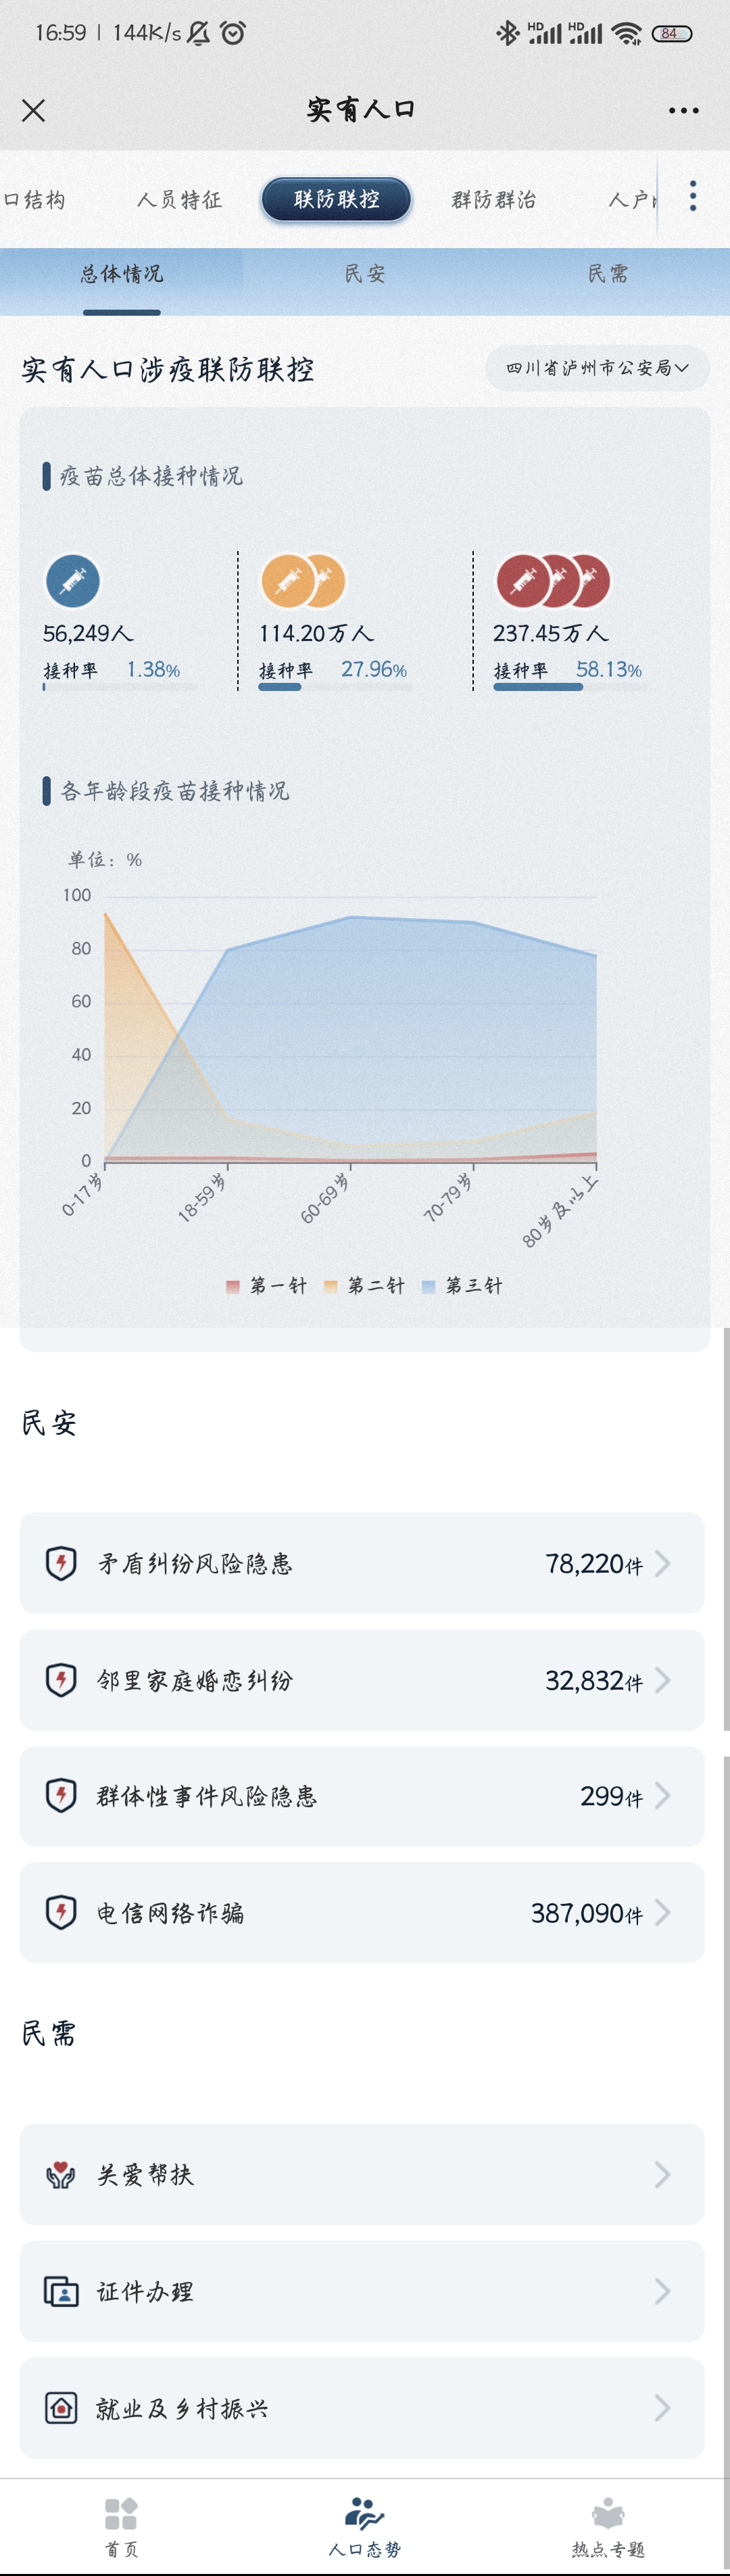 16:59 | 144K/s HD HD 84
实有人口
口结构 人员特征 联防联控 群防群治 人户
总体情况 民安 民需
实有人口涉疫联防联控 四川省泸州市公安局
疫苗总体接种情况
56,249人 114.20万人 237.45万人
接种率 1.38% 接种率 27.96% 接种率 58.13%
各年龄段疫苗接种情况
单位：%
100
80
60
40
20
0
0-17岁 18-59岁 60-69岁 70-79岁 80岁及以上
第一针 第二针 第三针
民安
矛盾纠纷风险隐患 78,220件
邻里家庭婚恋纠纷 32,832件
群体性事件风险隐患 299件
电信网络诈骗 387,090件
民需
关爱帮扶
证件办理
就业及乡村振兴
首页 人口态势 热点专题